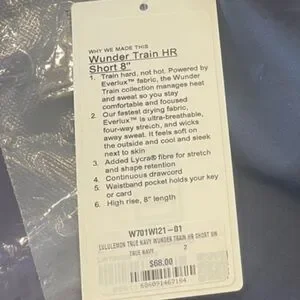 WHY WE MADE THIS
Wunder Train HR
Short 8"
1. Train hard, not hot. Powered by
Everlux™ fabric, the Wunder
Train collection manages heat
and sweat so you stay
comfortable and focused
2. Our fastest drying fabric,
Everlux™ is ultra-breathable,
four-way stretch, and wicks
away sweat. It feels soft on
the outside and cool and sleek
next to skin
3. Added Lycra® fibre for stretch
and shape retention
4. Continuous drawcord
5. Waistband pocket holds your key
or card
6. High rise, 8" length
W7O1WI21-01
LULULEMON TRUE NAVY WUNDER TRAIN HR SHORT 8IN
TRUE NAVY 2
$68.00